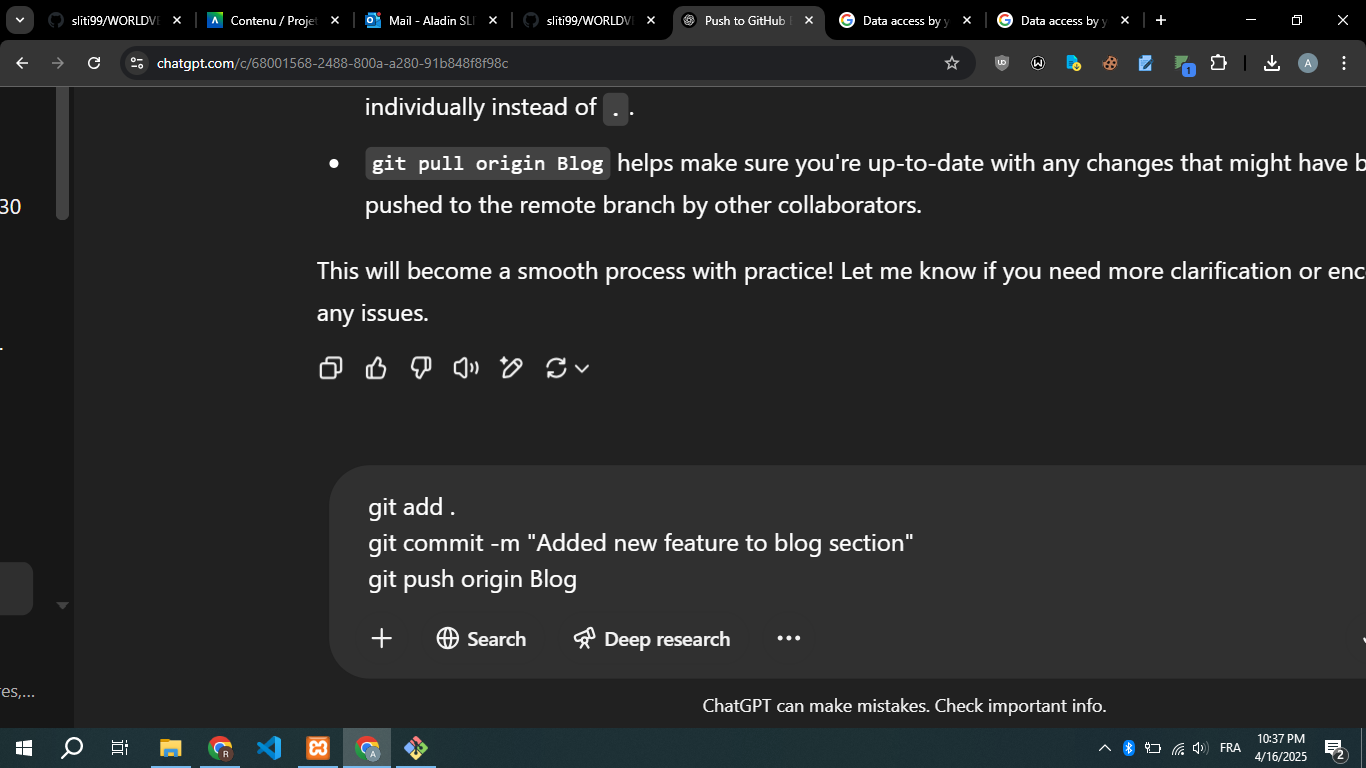 sliti99/WORLDV
Contenu / Proje
Mail - Aladin SL
sliti99/WORLDV
Push to GitHub
Data access by y
Data access by y
chatgpt.com/c/68001568-2488-800a-a280-91b848f8f98c
individually instead of .
30
git pull origin Blog helps make sure you're up-to-date with any changes that might have b
pushed to the remote branch by other collaborators.
This will become a smooth process with practice! Let me know if you need more clarification or enc
any issues.
git add .
git commit -m "Added new feature to blog section"
git push origin Blog
Search
Deep research
res,...
ChatGPT can make mistakes. Check important info.
FRA
10:37 PM
4/16/2025
2